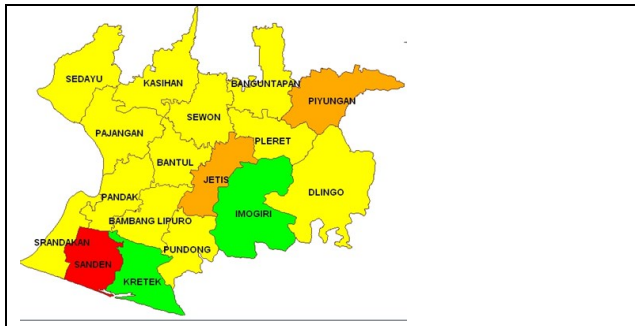 SEDAYU
KASIHAN
BANGUNTAPAN
PIYUNGAN
SEWON
PAJANGAN
PLERET
BANTUL
JETIS
DLINGO
PANDAK
IMOGIRI
BAMBANG LIPURO
SRANDAKAN
PUNDONG
SANDEN
KRETEK